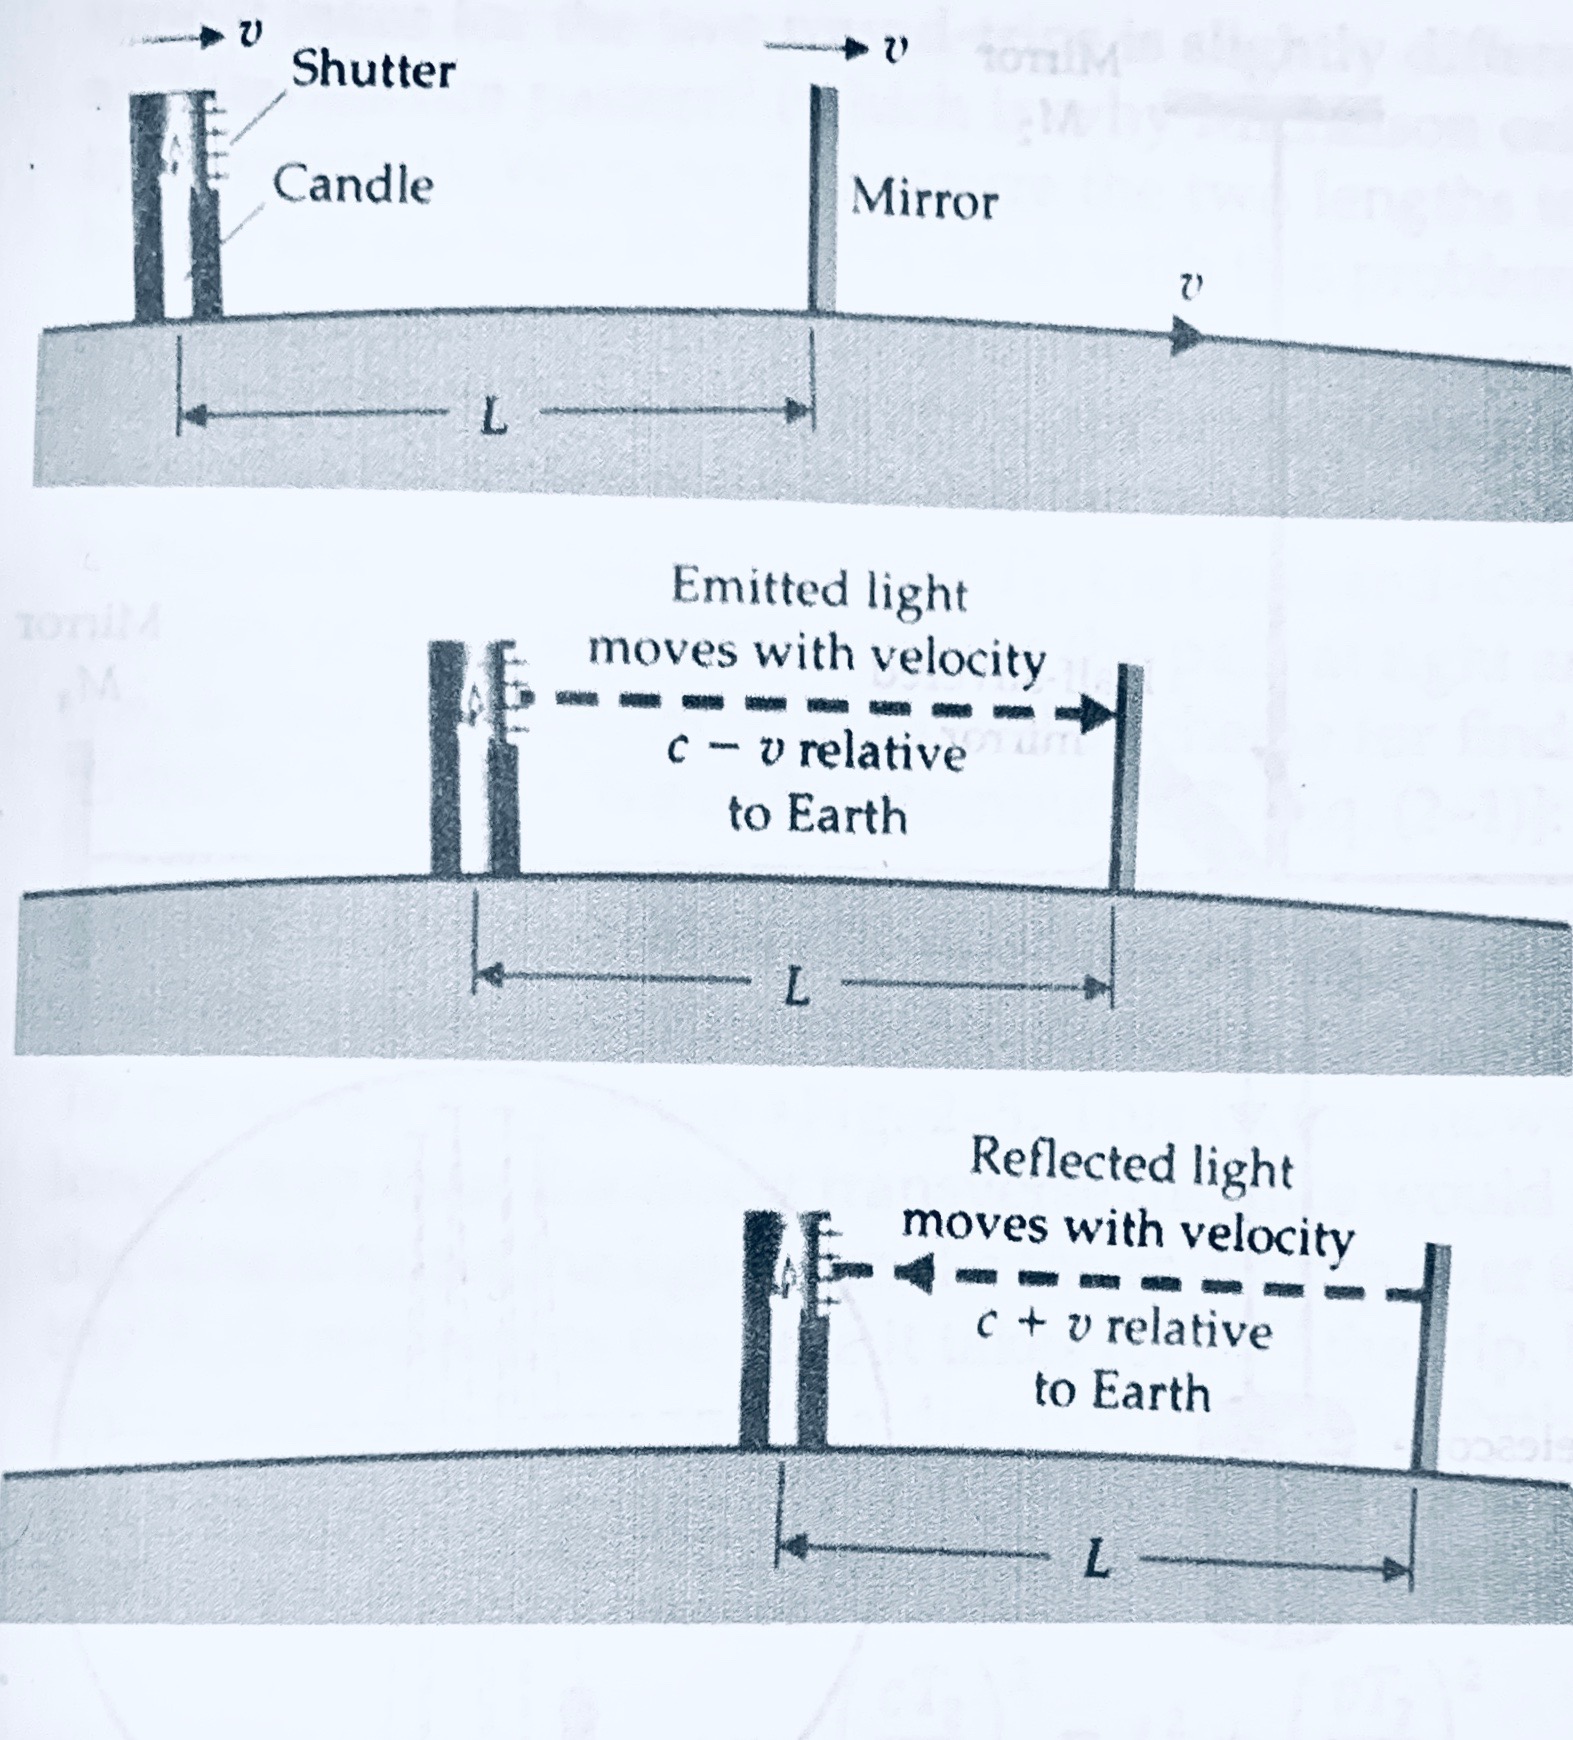 v
Shutter
Candle
v
Mirror
v
L
Emitted light
moves with velocity
c − v relative
to Earth
L
Reflected light
moves with velocity
c + v relative
to Earth
L